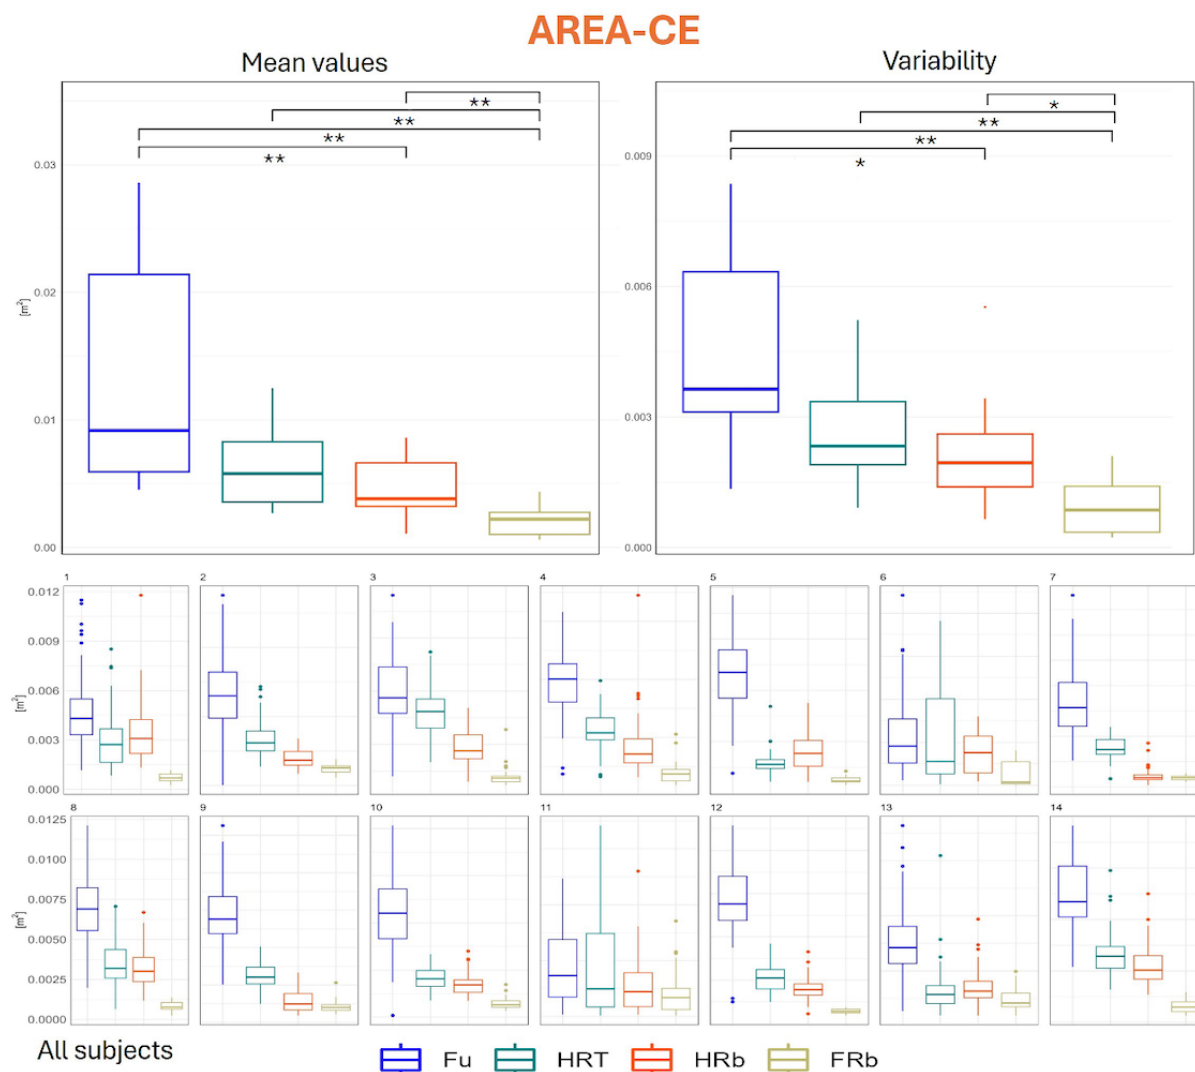 AREA-CE
Mean values
Variability
**
**
**
**
*
**
**
*
0.03
0.02
0.01
0.00
[m²]
0.009
0.006
0.003
0.000
1 2 3 4 5 6 7
0.012
0.009
0.006
0.003
0.000
[m²]
8 9 10 11 12 13 14
0.0125
0.0100
0.0075
0.0050
0.0025
0.0000
[m²]
All subjects
Fu HRT HRb FRb